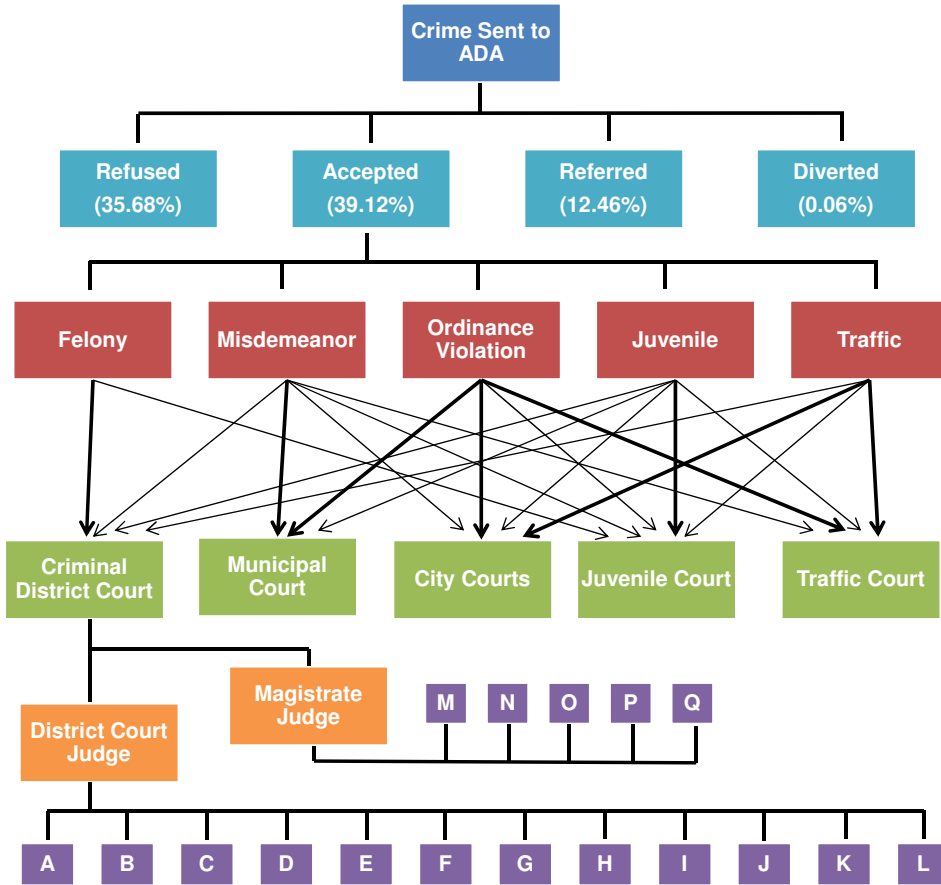 Crime Sent to
ADA
Refused
(35.68%)
Accepted
(39.12%)
Referred
(12.46%)
Diverted
(0.06%)
Felony
Misdemeanor
Ordinance
Violation
Juvenile
Traffic
Criminal
District Court
Municipal
Court
City Courts
Juvenile Court
Traffic Court
Magistrate
Judge
M
N
O
P
Q
District Court
Judge
A
B
C
D
E
F
G
H
I
J
K
L